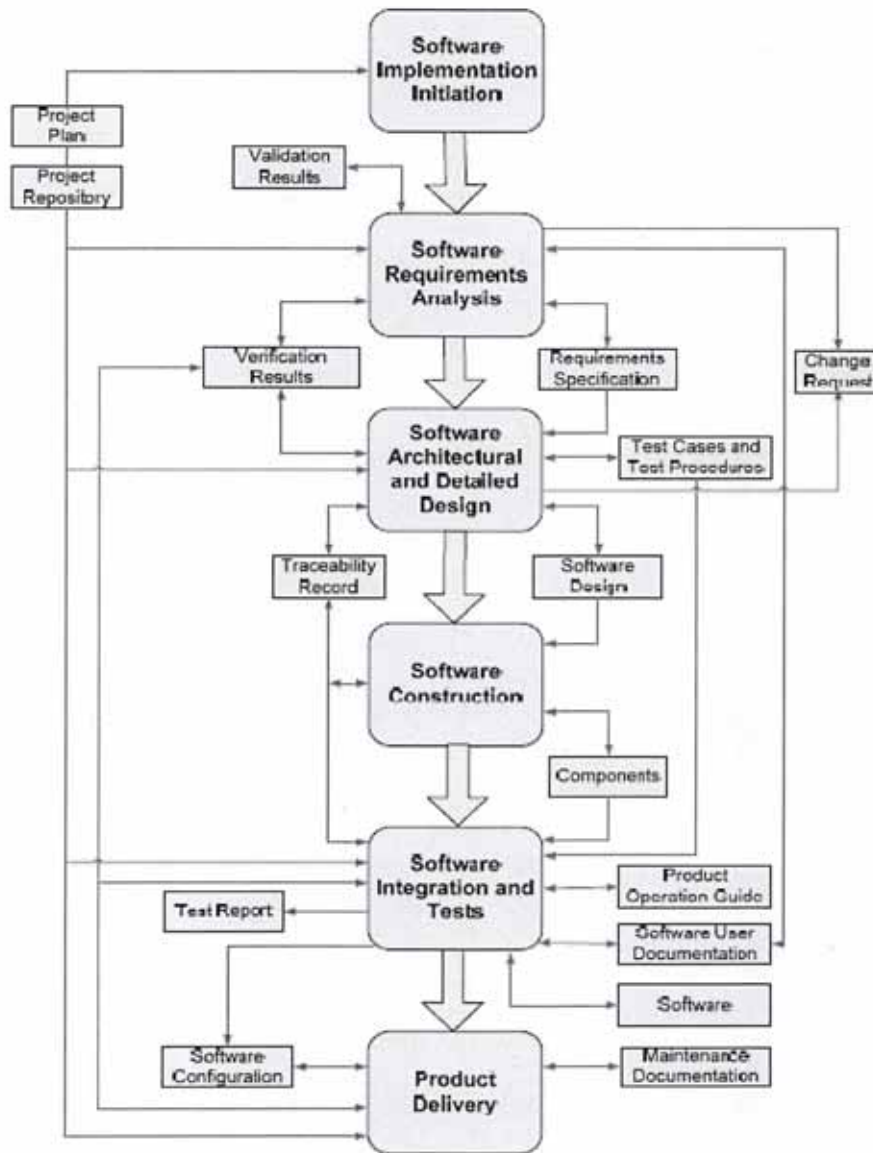 Software
Implementation
Initiation
Project
Plan
Project
Repository
Validation
Results
Software
Requirements
Analysis
Verification
Results
Requirements
Specification
Change
Request
Software
Architectural
and Detailed
Design
Test Cases and
Test Procedures
Traceability
Record
Software
Design
Software
Construction
Components
Software
Integration and
Tests
Product
Operation Guide
Test Report
Software User
Documentation
Software
Software
Configuration
Product
Delivery
Maintenance
Documentation